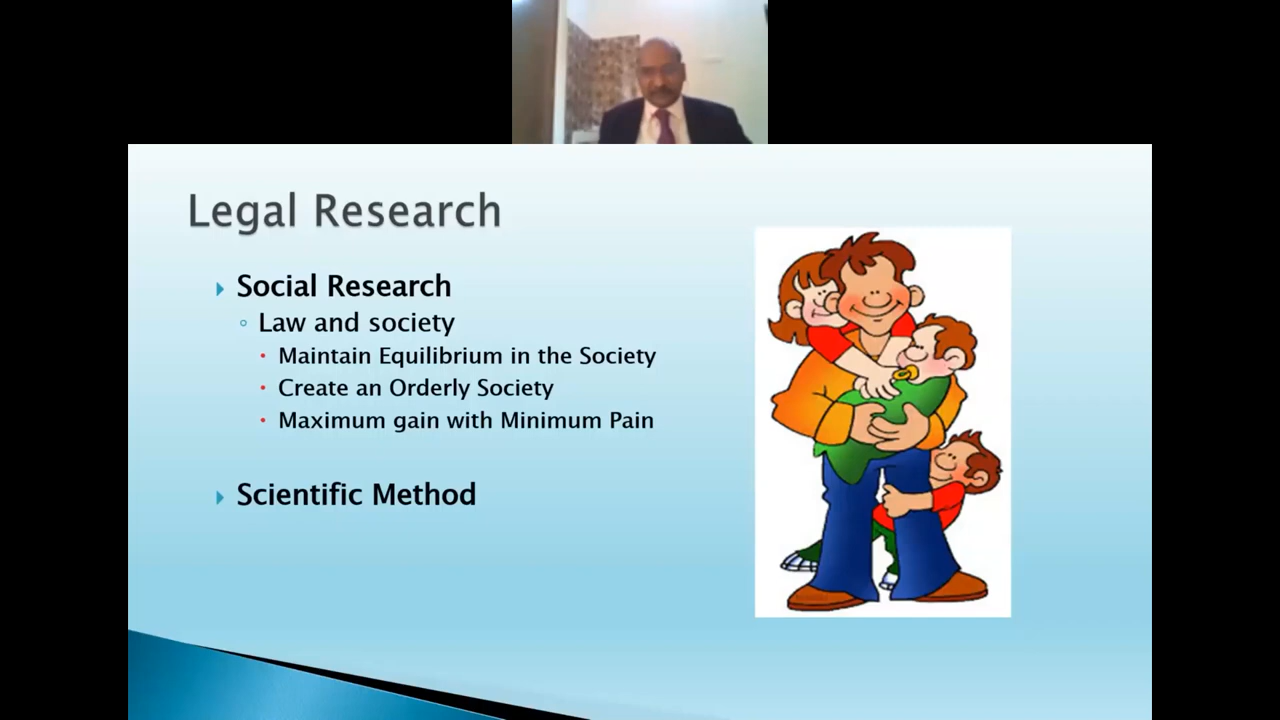 Legal Research
Social Research
Law and society
Maintain Equilibrium in the Society
Create an Orderly Society
Maximum gain with Minimum Pain
Scientific Method